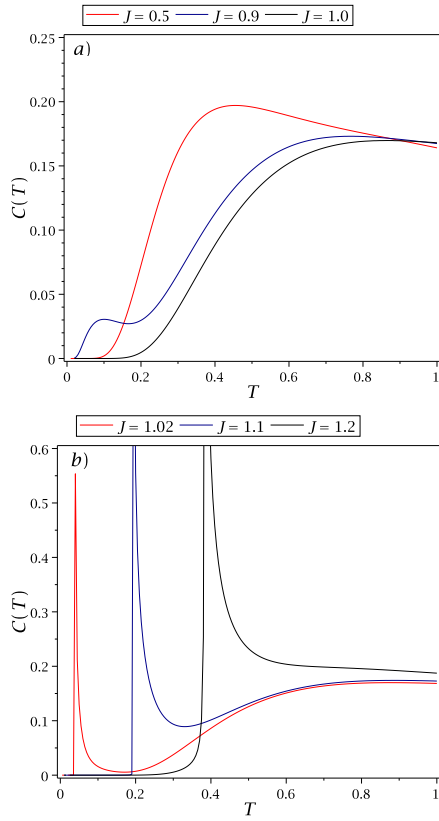 J = 0.5 J = 0.9 J = 1.0
a)
0.25
0.20
0.15
0.10
0.05
0
C(T)
0 0.2 0.4 0.6 0.8 1
T
J = 1.02 J = 1.1 J = 1.2
b)
0.6
0.5
0.4
0.3
0.2
0.1
0
C(T)
0 0.2 0.4 0.6 0.8 1
T